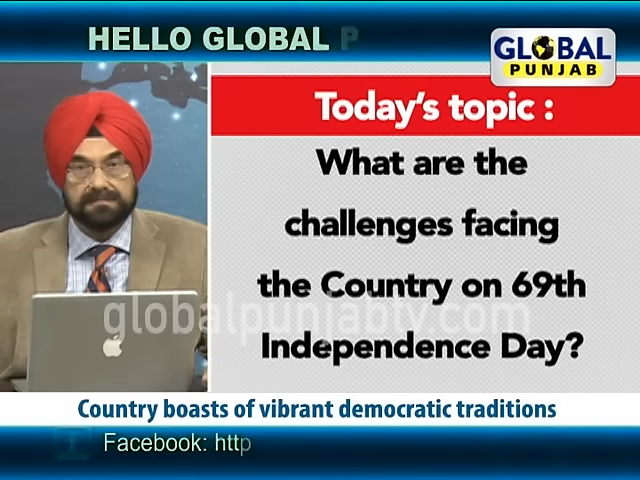 HELLO GLOBAL P
GLOBAL
PUNJAB
Today's topic :
What are the
challenges facing
the Country on 69th
Independence Day?
globalpunjabtv.com
Country boasts of vibrant democratic traditions
f Facebook: http